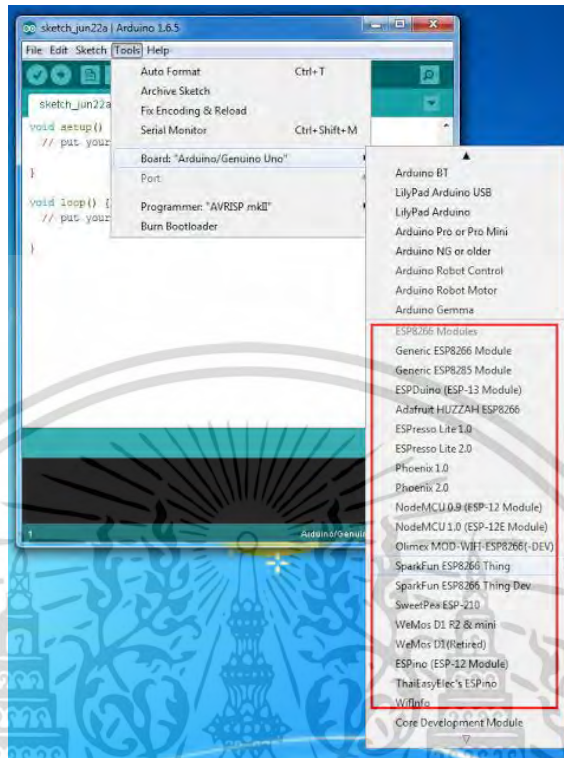 sketch_jun22a | Arduino 1.6.5
File Edit Sketch Tools Help
sketch_jun22a
void setup()
// put your
}
void loop() {
// put your
}
Auto Format Ctrl+T
Archive Sketch
Fix Encoding & Reload
Serial Monitor Ctrl+Shift+M
Board: "Arduino/Genuino Uno"
Port
Programmer: "AVRISP mkII"
Burn Bootloader
Arduino BT
LilyPad Arduino USB
LilyPad Arduino
Arduino Pro or Pro Mini
Arduino NG or older
Arduino Robot Control
Arduino Robot Motor
Arduino Gemma
ESP8266 Modules
Generic ESP8266 Module
Generic ESP8285 Module
ESPDuino (ESP-13 Module)
Adafruit HUZZAH ESP8266
ESPresso Lite 1.0
ESPresso Lite 2.0
Phoenix 1.0
Phoenix 2.0
NodeMCU 0.9 (ESP-12 Module)
NodeMCU 1.0 (ESP-12E Module)
Olimex MOD-WIFI-ESP8266(-DEV)
SparkFun ESP8266 Thing
SparkFun ESP8266 Thing Dev
SweetPea ESP-210
WeMos D1 R2 & mini
WeMos D1(Retired)
ESPino (ESP-12 Module)
ThaiEasyElec's ESPino
WifInfo
Core Development Module
1 Arduino/Genuin